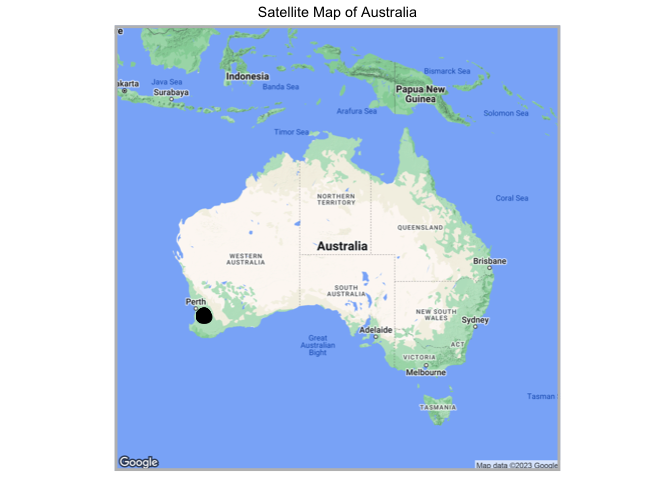 Satellite Map of Australia
e
Indonesia
Bismarck Sea
akarta
Java Sea
Surabaya
Banda Sea
Papua New
Guinea
Arafura Sea
Solomon Sea
Timor Sea
NORTHERN
TERRITORY
Coral Sea
QUEENSLAND
Australia
WESTERN
AUSTRALIA
Brisbane
SOUTH
AUSTRALIA
Perth
NEW SOUTH
WALES
Sydney
Adelaide
Great
Australian
Bight
ACT
VICTORIA
Melbourne
Tasman
TASMANIA
Google
Map data ©2023 Google